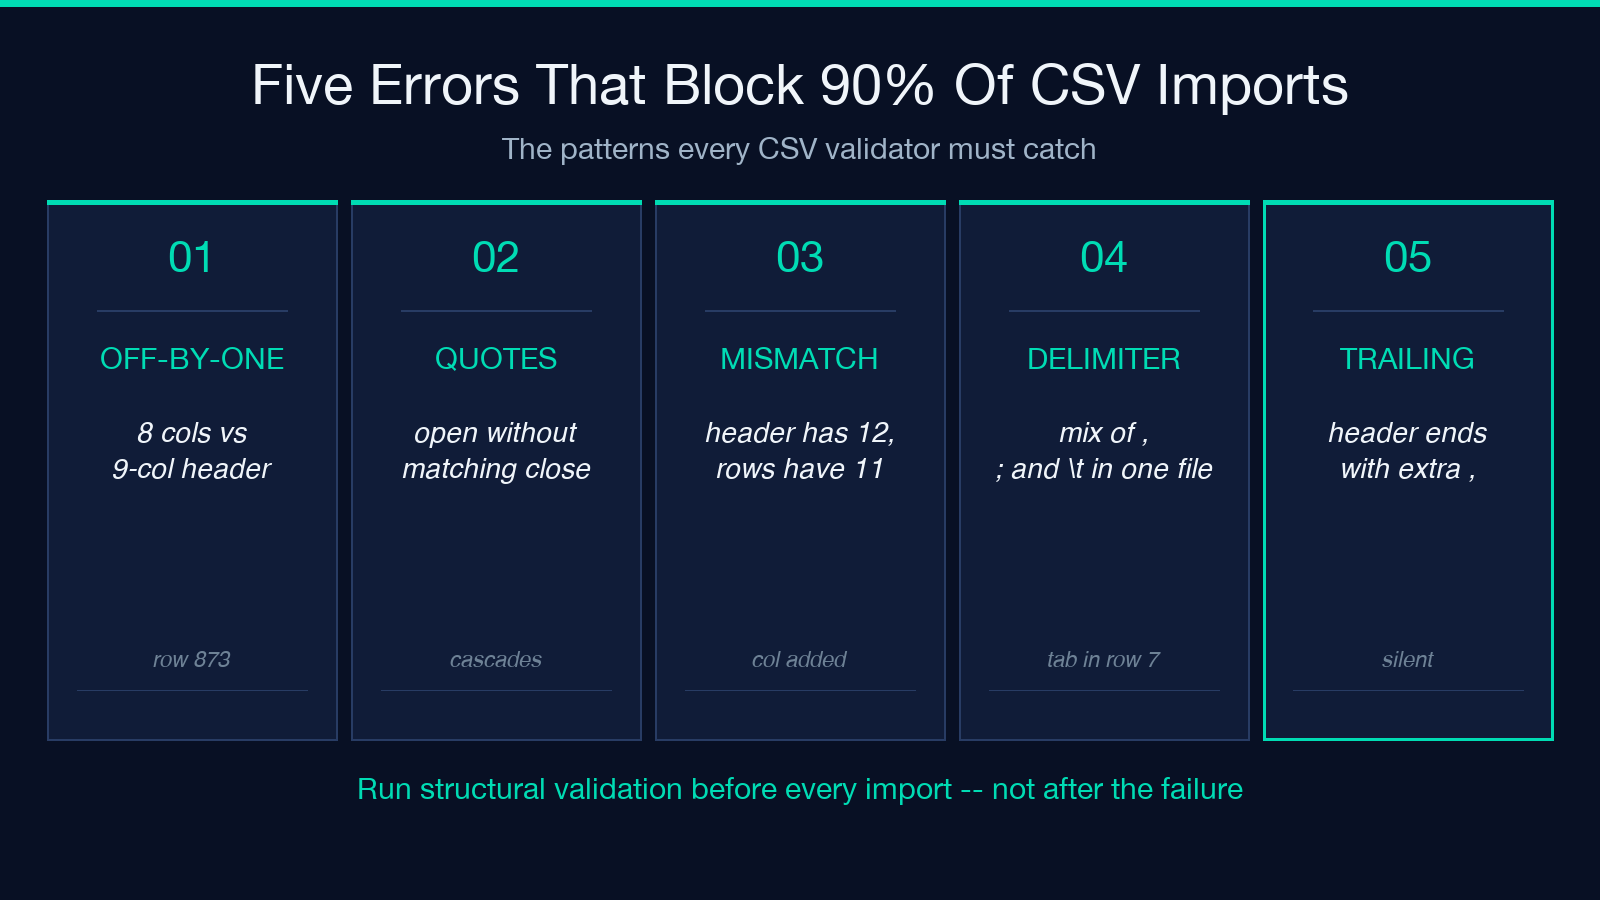 Five Errors That Block 90% Of CSV Imports
The patterns every CSV validator must catch
01
OFF-BY-ONE
8 cols vs
9-col header
row 873
02
QUOTES
open without
matching close
cascades
03
MISMATCH
header has 12,
rows have 11
col added
04
DELIMITER
mix of ,
; and \t in one file
tab in row 7
05
TRAILING
header ends
with extra ,
silent
Run structural validation before every import -- not after the failure